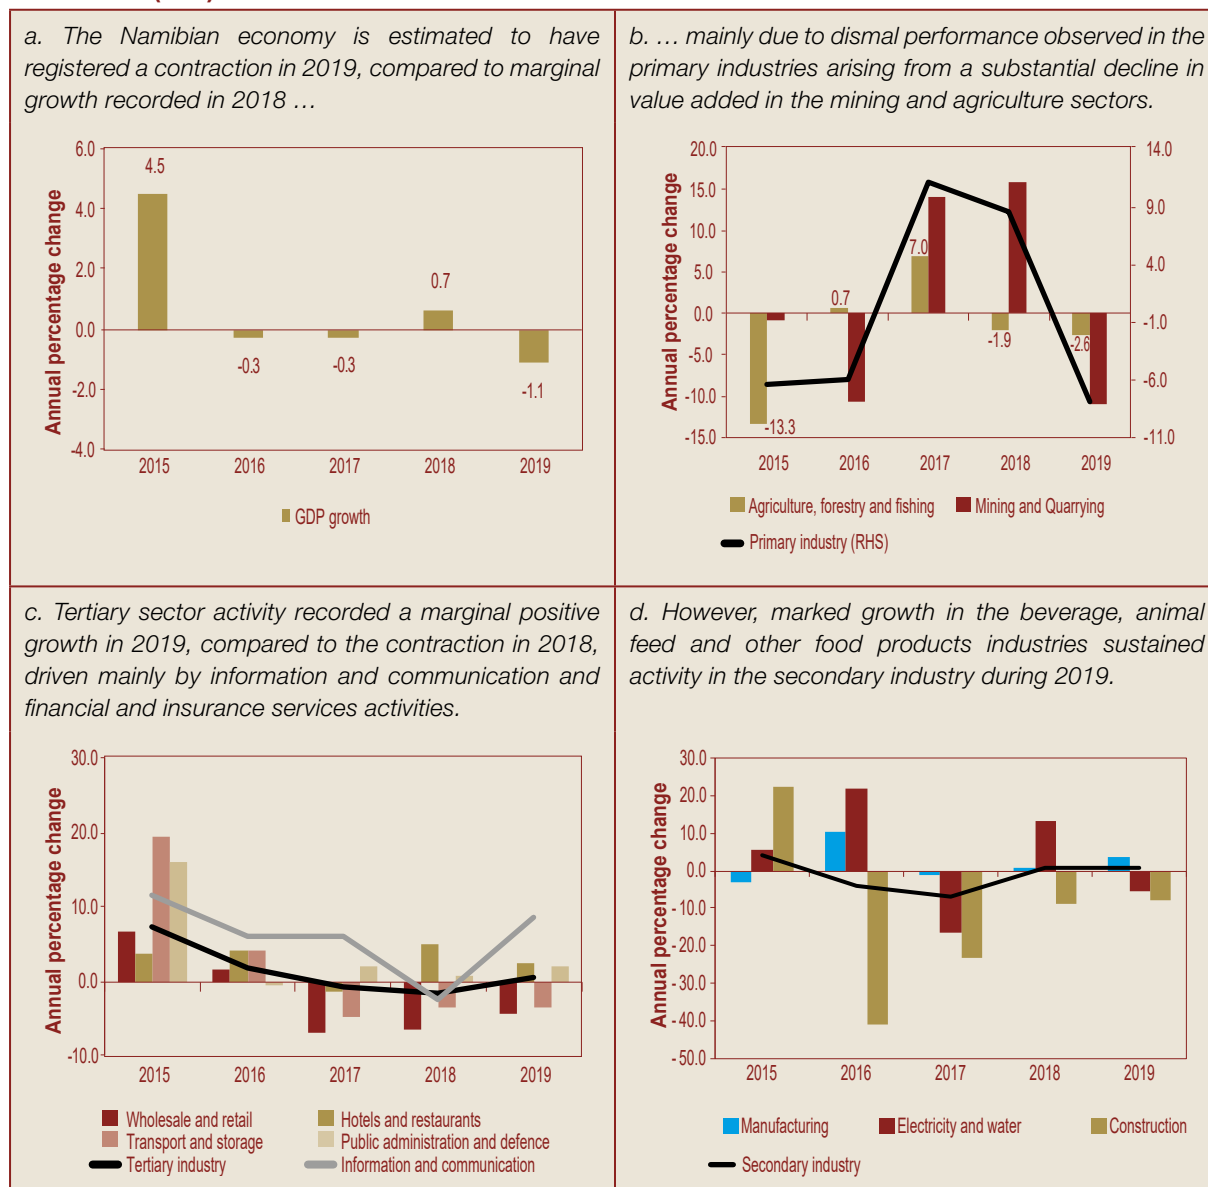 a. The Namibian economy is estimated to have
registered a contraction in 2019, compared to marginal
growth recorded in 2018 …
6.0
4.0
2.0
0.0
-2.0
-4.0
Annual percentage change
4.5
-0.3
-0.3
0.7
-1.1
2015 2016 2017 2018 2019
GDP growth
b. … mainly due to dismal performance observed in the
primary industries arising from a substantial decline in
value added in the mining and agriculture sectors.
20.0
15.0
10.0
5.0
0.0
-5.0
-10.0
-15.0
Annual percentage change
14.0
9.0
4.0
-1.0
-6.0
-11.0
-13.3
0.7
7.0
-1.9
-2.6
2015 2016 2017 2018 2019
Agriculture, forestry and fishing Mining and Quarrying
Primary industry (RHS)
c. Tertiary sector activity recorded a marginal positive
growth in 2019, compared to the contraction in 2018,
driven mainly by information and communication and
financial and insurance services activities.
30.0
20.0
10.0
0.0
-10.0
Annual percentage change
2015 2016 2017 2018 2019
Wholesale and retail Hotels and restaurants
Transport and storage Public administration and defence
Tertiary industry Information and communication
d. However, marked growth in the beverage, animal
feed and other food products industries sustained
activity in the secondary industry during 2019.
30.0
20.0
10.0
0.0
-10.0
-20.0
-30.0
-40.0
-50.0
Annual percentage change
2015 2016 2017 2018 2019
Manufacturing Electricity and water Construction
Secondary industry